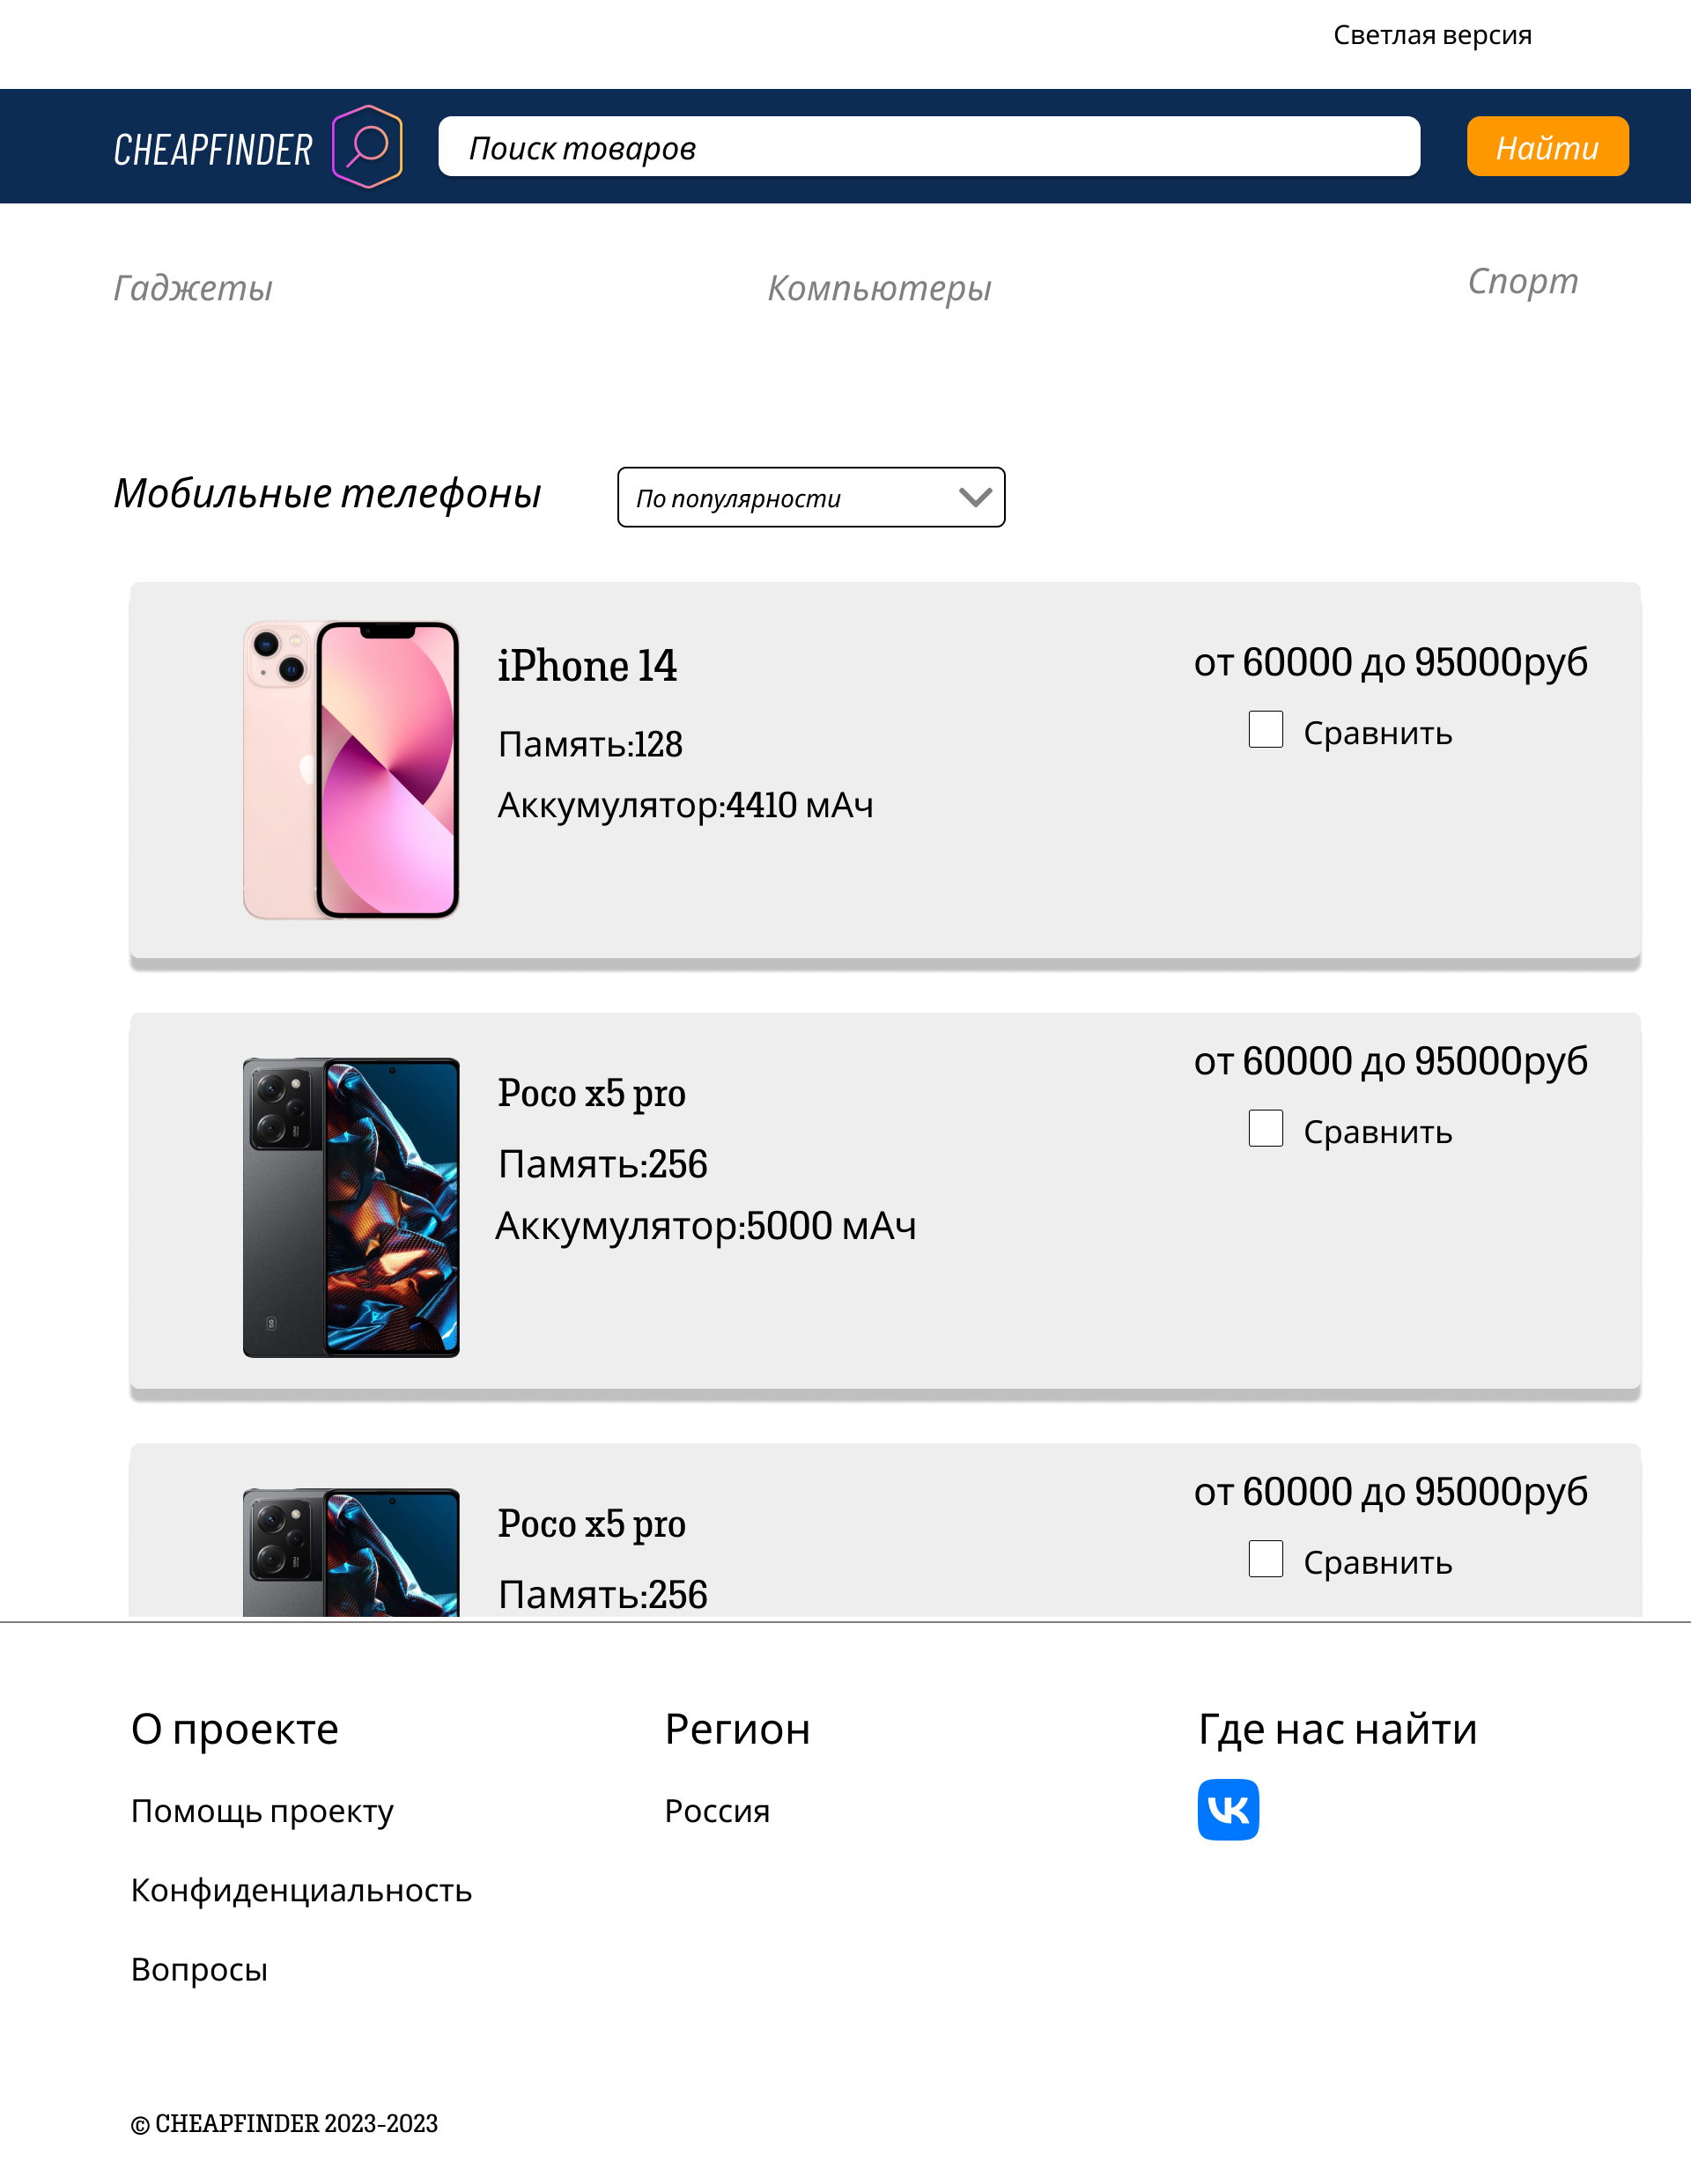 Светлая версия
CHEAPFINDER
Поиск товаров
Найти
Гаджеты
Компьютеры
Спорт
Мобильные телефоны
По популярности
iPhone 14
от 60000 до 95000руб
Сравнить
Память:128
Аккумулятор:4410 мАч
Poco x5 pro
от 60000 до 95000руб
Сравнить
Память:256
Аккумулятор:5000 мАч
Poco x5 pro
от 60000 до 95000руб
Сравнить
Память:256
О проекте
Регион
Где нас найти
Помощь проекту
Россия
Конфиденциальность
Вопросы
© CHEAPFINDER 2023-2023